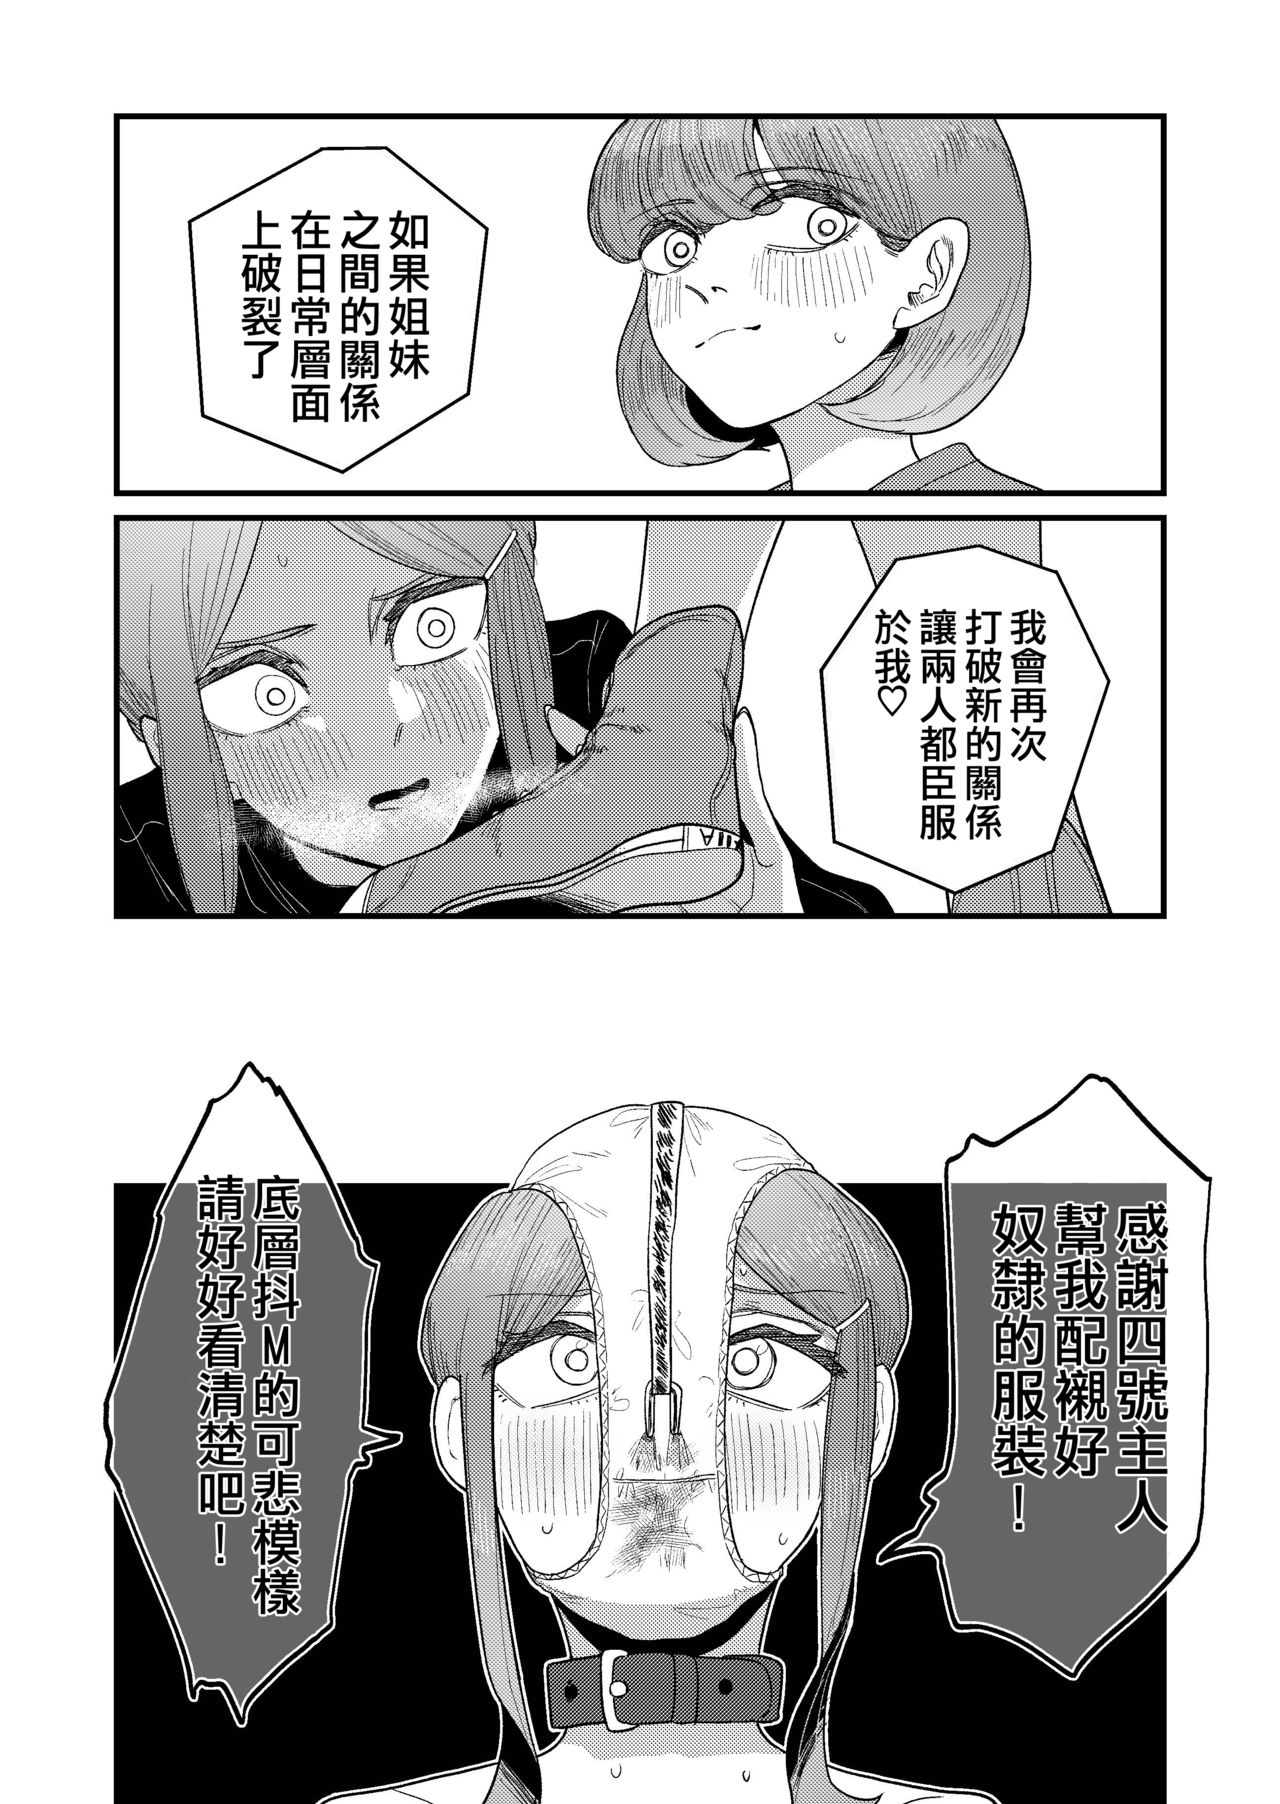 如果姐妹
之間的關係
在日常層面
上破裂了
我會再次
打破新的關係
讓兩人都臣服
於我♡
感謝四號主人
幫我配襯好
奴隸的服裝！
底層抖M的可悲模樣
請好好看清楚吧！